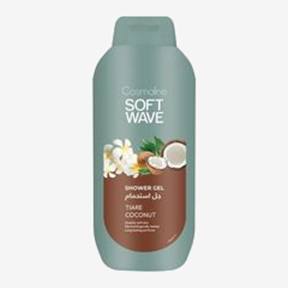 Cosmaline
SOFT
WAVE
SHOWER GEL
جل استحمام
TIARE
COCONUT